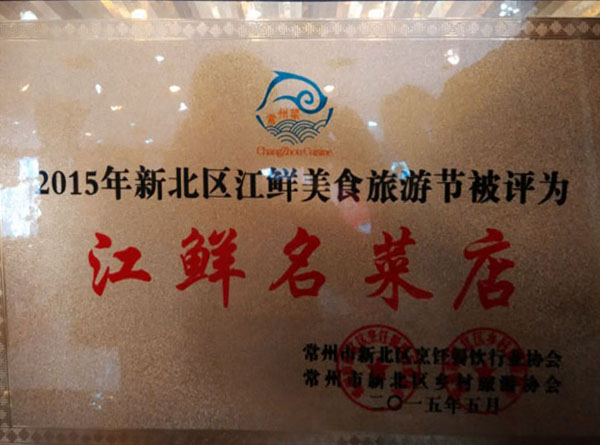 常州菜
ChangZhou Cuisine
2015年新北区江鲜美食旅游节被评为
江鲜名菜店
常州市新北区烹饪餐饮行业协会
常州市新北区乡村旅游协会
二〇一五年五月